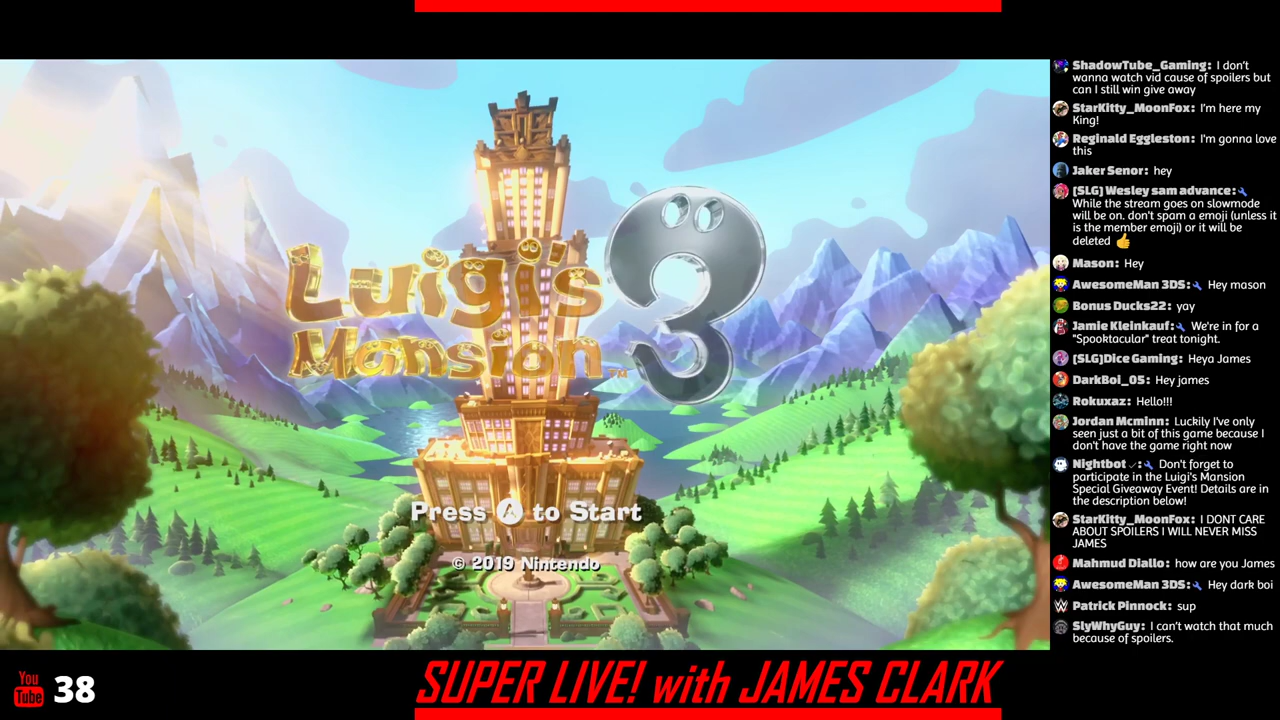 Luigi's
Mansion™ 3
Press A to Start
© 2019 Nintendo
ShadowTube_Gaming: I don't
wanna watch vid cause of spoilers but
can I still win give away
StarKitty_MoonFox: I'm here my
King!
Reginald Eggleston: I'm gonna love
this
Jaker Senor: hey
[SLG] Wesley sam advance:
While the stream goes on slowmode
will be on. don't spam a emoji (unless it
is the member emoji) or it will be
deleted 👍
Mason: Hey
AwesomeMan 3DS: Hey mason
Bonus Ducks22: yay
Jamie Kleinkauf: We're in for a
"Spooktacular" treat tonight.
[SLG]Dice Gaming: Heya James
DarkBoi_05: Hey james
Rokuxaz: Hello!!!
Jordan Mcminn: Luckily I've only
seen just a bit of this game because I
don't have the game right now
Nightbot ✓: Don't forget to
participate in the Luigi's Mansion
Special Giveaway Event! Details are in
the description below!
StarKitty_MoonFox: I DONT CARE
ABOUT SPOILERS I WILL NEVER MISS
JAMES
Mahmud Diallo: how are you James
AwesomeMan 3DS: Hey dark boi
Patrick Pinnock: sup
SlyWhyGuy: I can't watch that much
because of spoilers.
You
Tube 38
SUPER LIVE! with JAMES CLARK